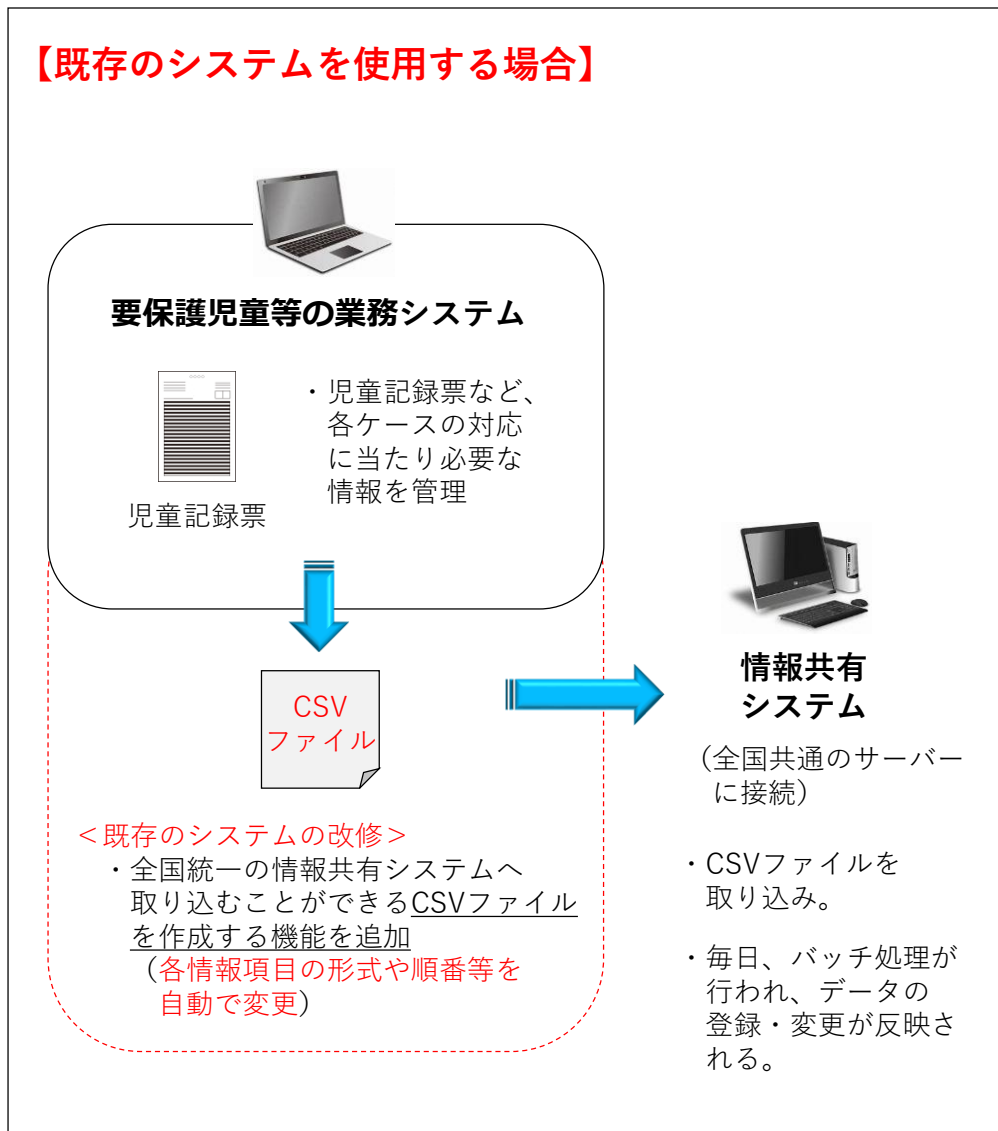 【既存のシステムを使用する場合】
要保護児童等の業務システム
・児童記録票など、
各ケースの対応
に当たり必要な
情報を管理
児童記録票
CSV
ファイル
＜既存のシステムの改修＞
・全国統一の情報共有システムへ
取り込むことができるCSVファイル
を作成する機能を追加
（各情報項目の形式や順番等を
自動で変更）
情報共有
システム
（全国共通のサーバー
に接続）
・CSVファイルを
取り込み。
・毎日、バッチ処理が
行われ、データの
登録・変更が反映さ
れる。